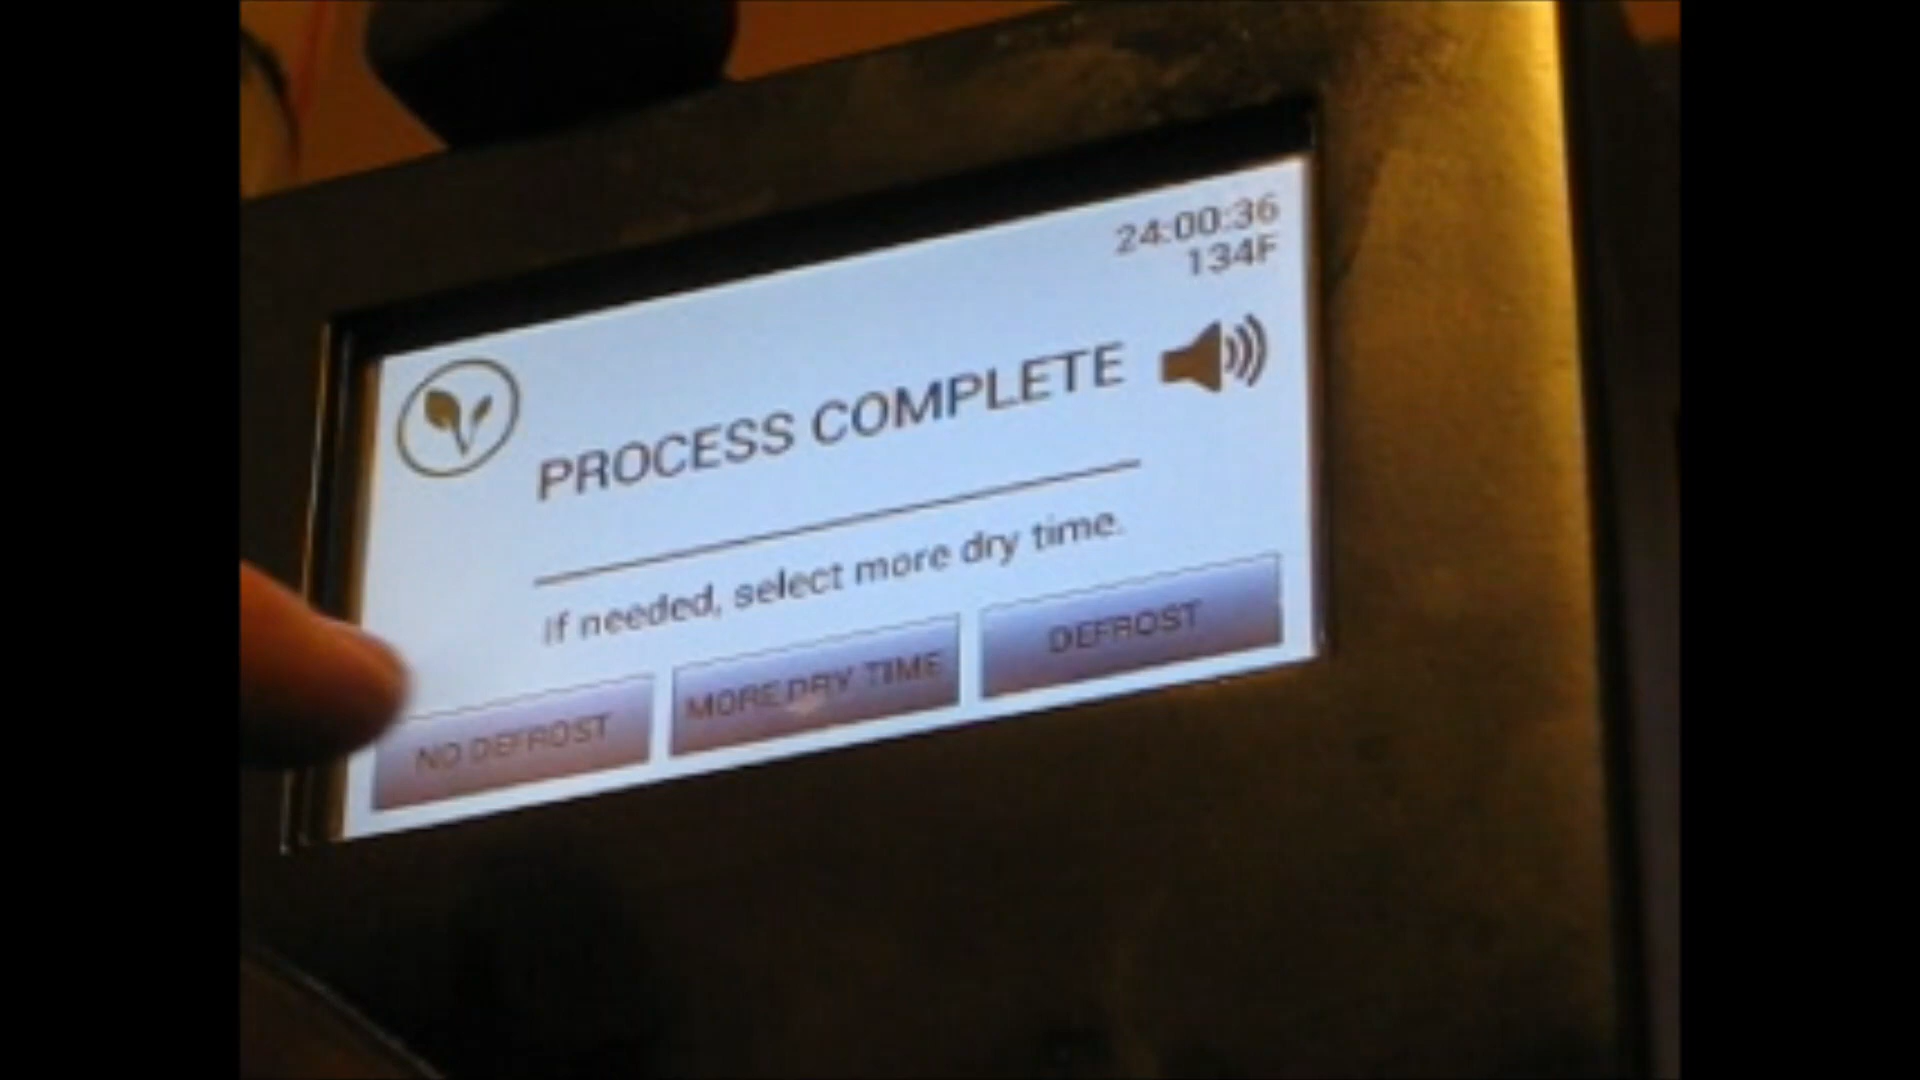 24:00:36
134F
PROCESS COMPLETE
If needed, select more dry time.
NO DEFROST
MORE DRY TIME
DEFROST